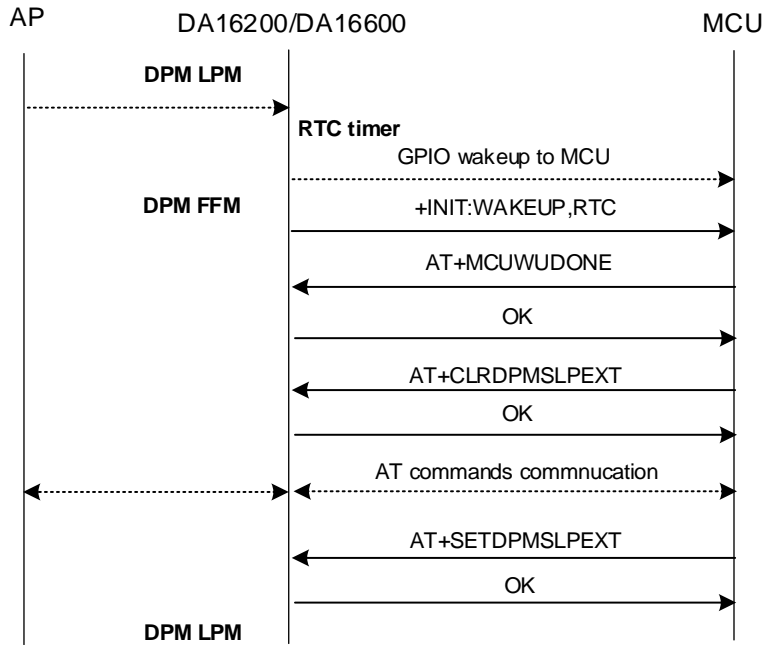 AP
DA16200/DA16600
MCU
DPM LPM
RTC timer
GPIO wakeup to MCU
DPM FFM
+INIT:WAKEUP,RTC
AT+MCUWUDONE
OK
AT+CLRDPMSLPEXT
OK
AT commands commnucation
AT+SETDPMSLPEXT
OK
DPM LPM